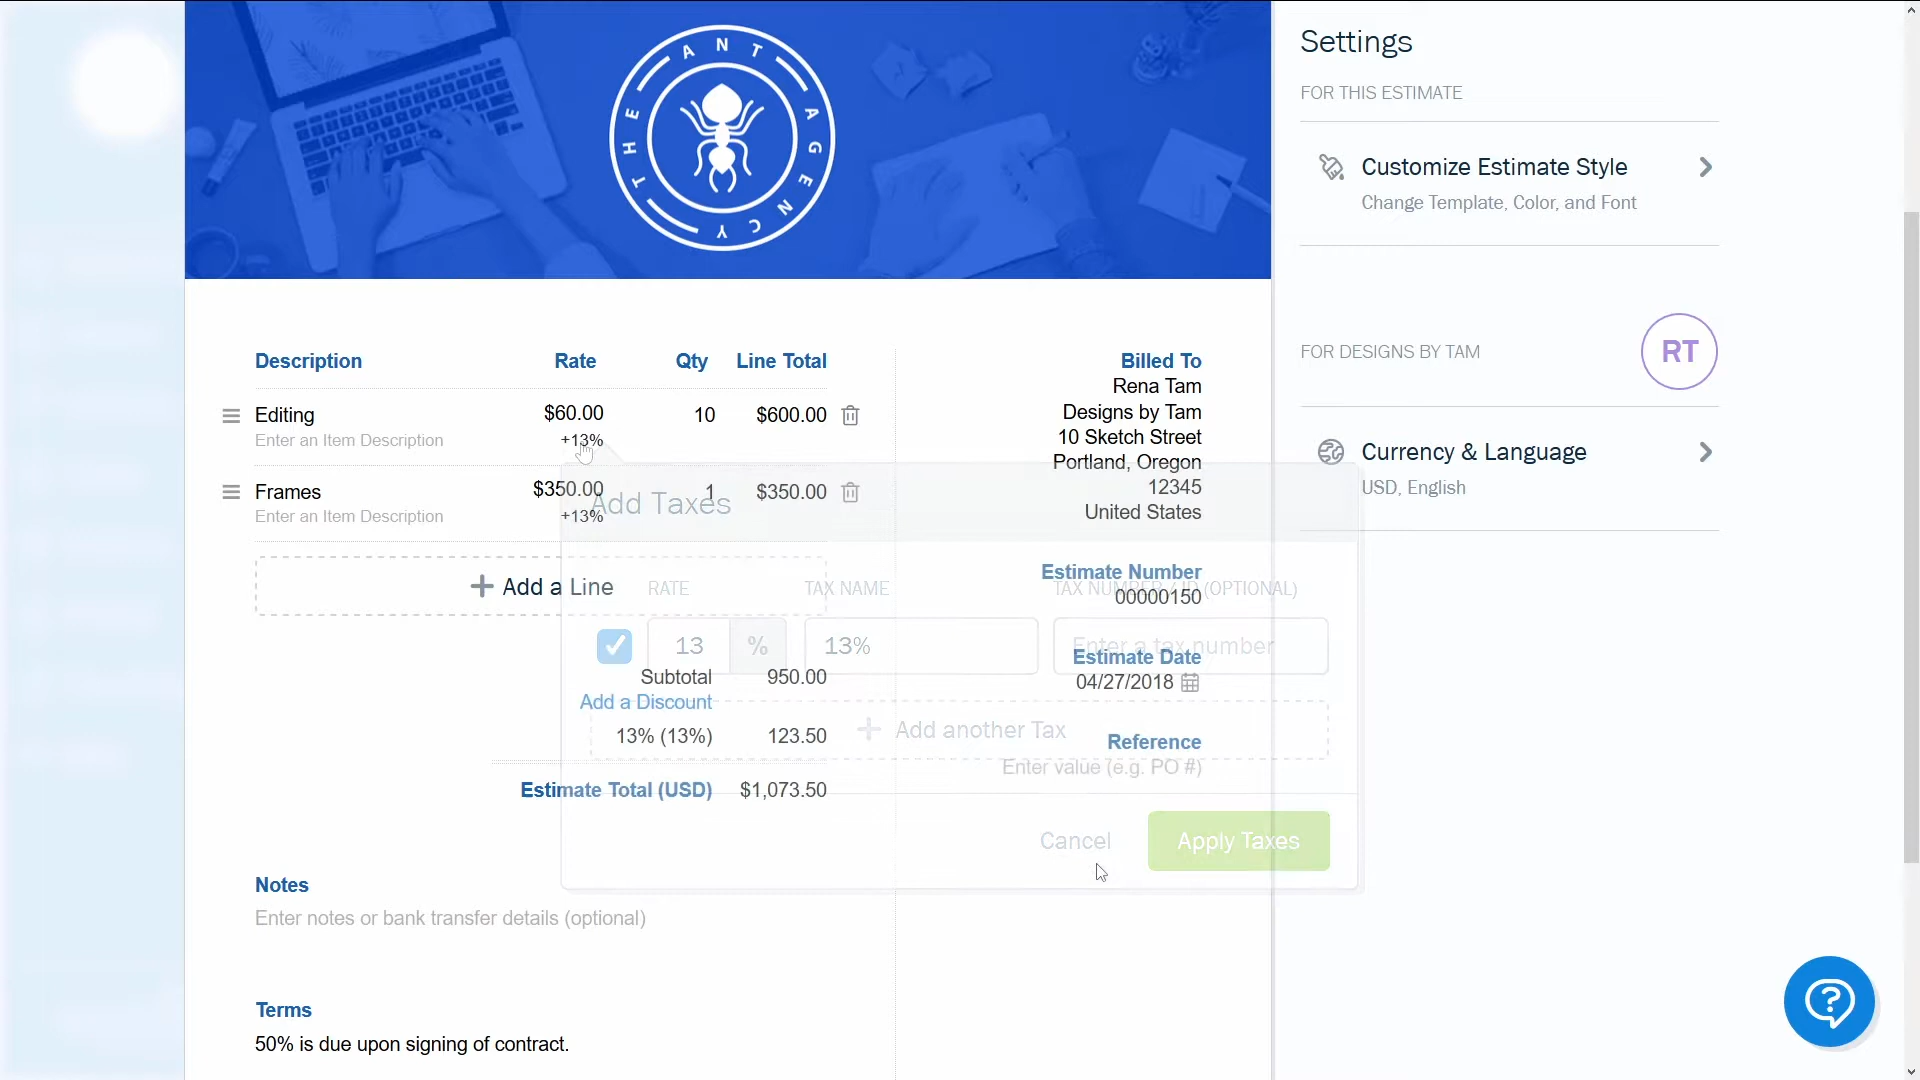 THE ANT AGENCY
Description Rate Qty Line Total
Editing $60.00 10 $600.00
Enter an Item Description +13%
Frames $350.00 1 $350.00
Enter an Item Description +13%
+ Add a Line
Subtotal 950.00
Add a Discount
13% (13%) 123.50
Estimate Total (USD) $1,073.50
Notes
Enter notes or bank transfer details (optional)
Terms
50% is due upon signing of contract.
Billed To
Rena Tam
Designs by Tam
10 Sketch Street
Portland, Oregon
12345
United States
Estimate Number
00000150
Estimate Date
04/27/2018
Reference
Enter value (e.g. PO #)
Add Taxes
RATE TAX NAME TAX NUMBER / ID (OPTIONAL)
13 % 13% Enter a tax number
+ Add another Tax
Cancel Apply Taxes
Settings
FOR THIS ESTIMATE
Customize Estimate Style
Change Template, Color, and Font
FOR DESIGNS BY TAM RT
Currency & Language
USD, English
?